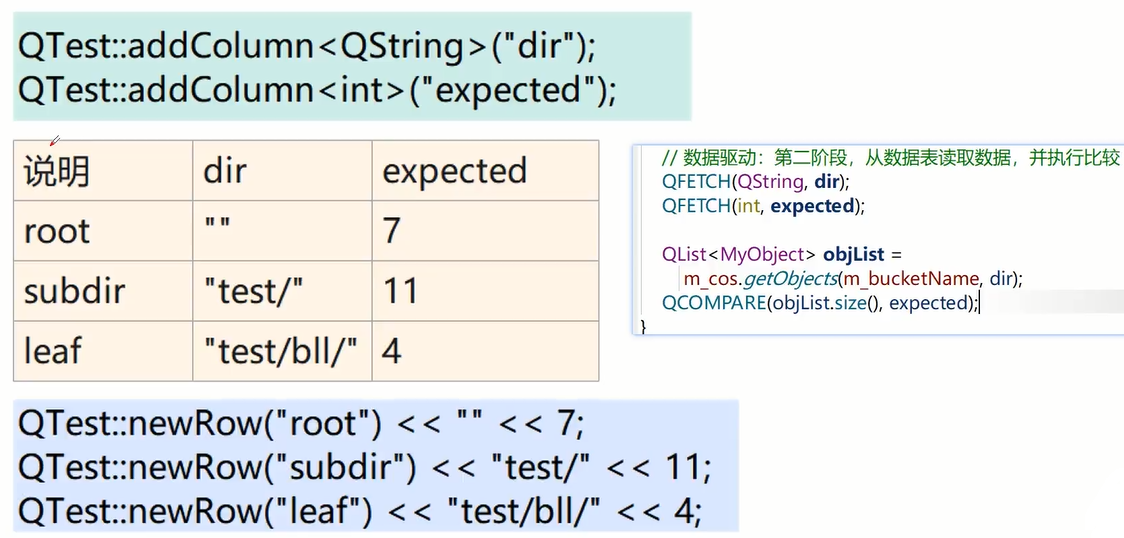 QTest::addColumn<QString>("dir");
QTest::addColumn<int>("expected");
说明 dir expected
root "" 7
subdir "test/" 11
leaf "test/bll/" 4
QTest::newRow("root") << "" << 7;
QTest::newRow("subdir") << "test/" << 11;
QTest::newRow("leaf") << "test/bll/" << 4;
// 数据驱动：第二阶段，从数据表读取数据，并执行比较
QFETCH(QString, dir);
QFETCH(int, expected);
QList<MyObject> objList =
m_cos.getObjects(m_bucketName, dir);
QCOMPARE(objList.size(), expected);
}